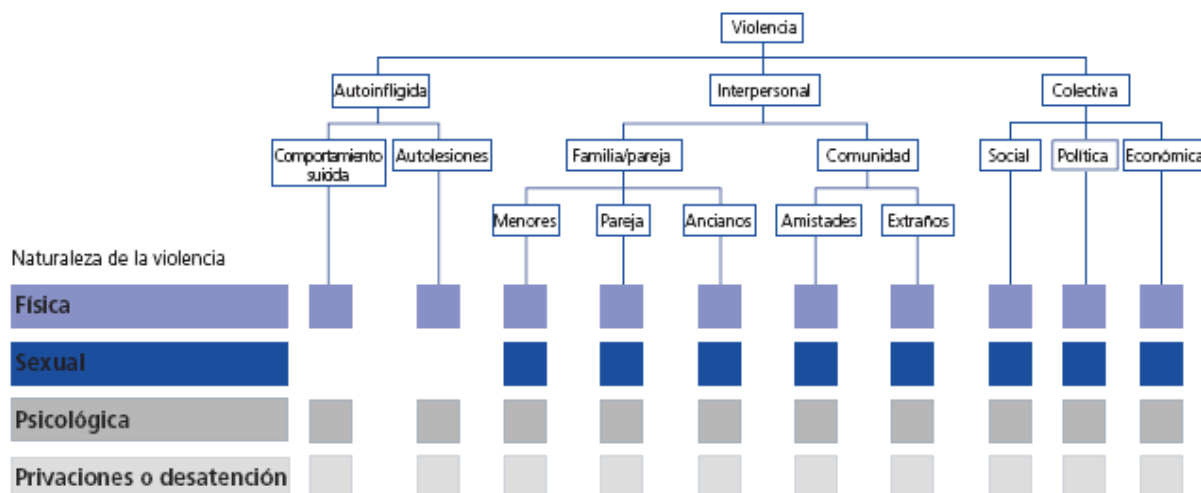 Violencia
Autoinfligida
Interpersonal
Colectiva
Comportamiento
suicida
Autolesiones
Familia/pareja
Comunidad
Social
Política
Económica
Menores
Pareja
Ancianos
Amistades
Extraños
Naturaleza de la violencia
Física
Sexual
Psicológica
Privaciones o desatención